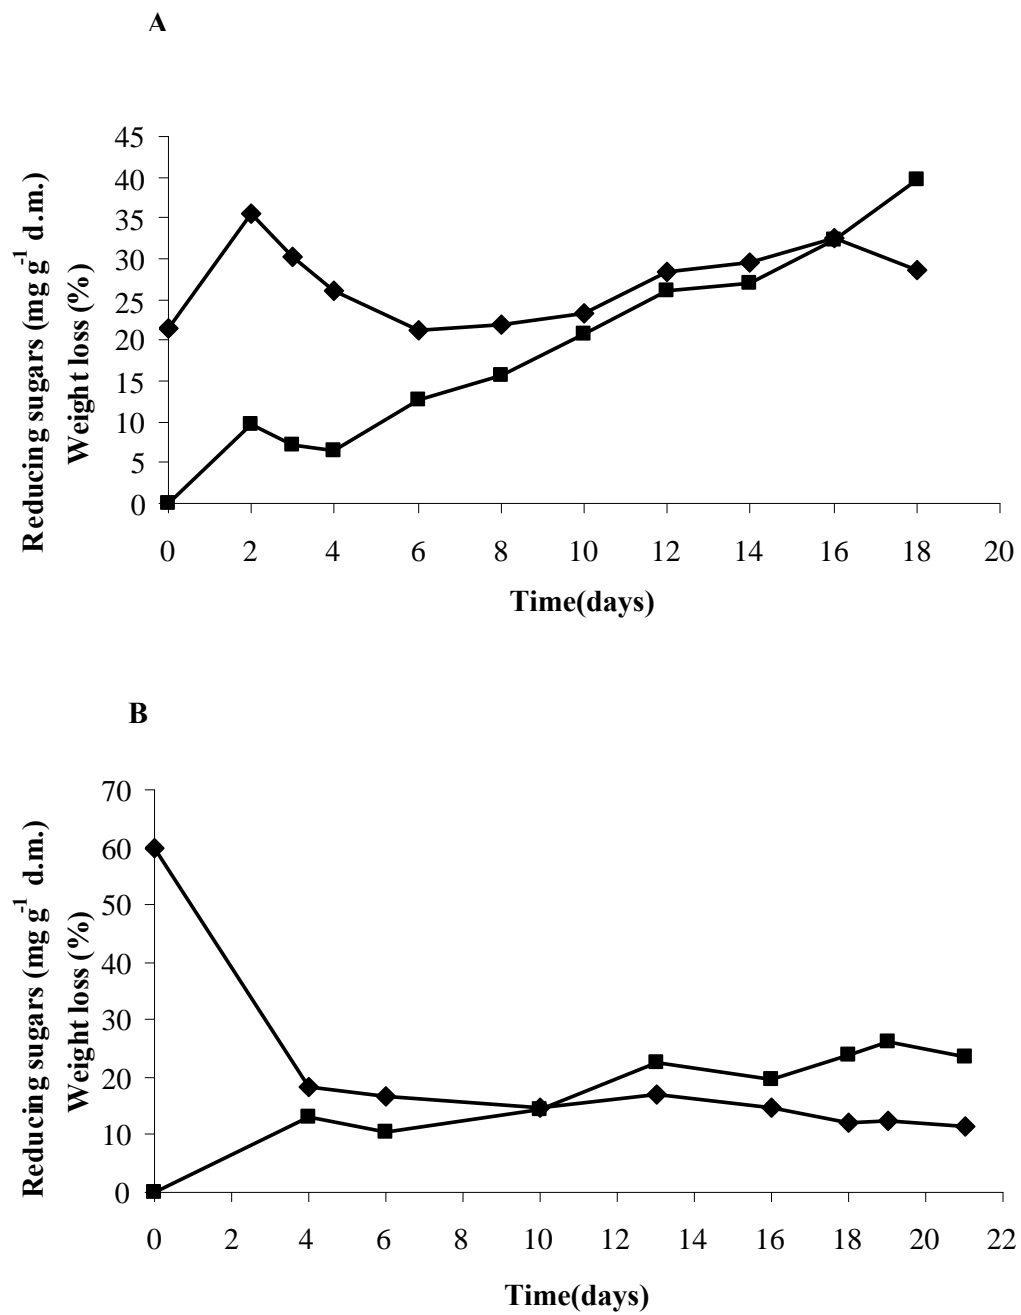 A
45
40
35
30
25
20
15
10
5
0
Reducing sugars (mg g-1 d.m.)
Weight loss (%)
0 2 4 6 8 10 12 14 16 18 20
Time(days)
B
70
60
50
40
30
20
10
0
Reducing sugars (mg g-1 d.m.)
Weight loss (%)
0 2 4 6 8 10 12 14 16 18 20 22
Time(days)